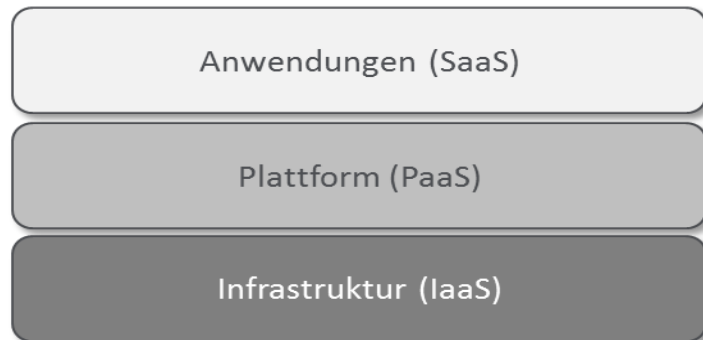 Anwendungen (SaaS)
Plattform (PaaS)
Infrastruktur (IaaS)